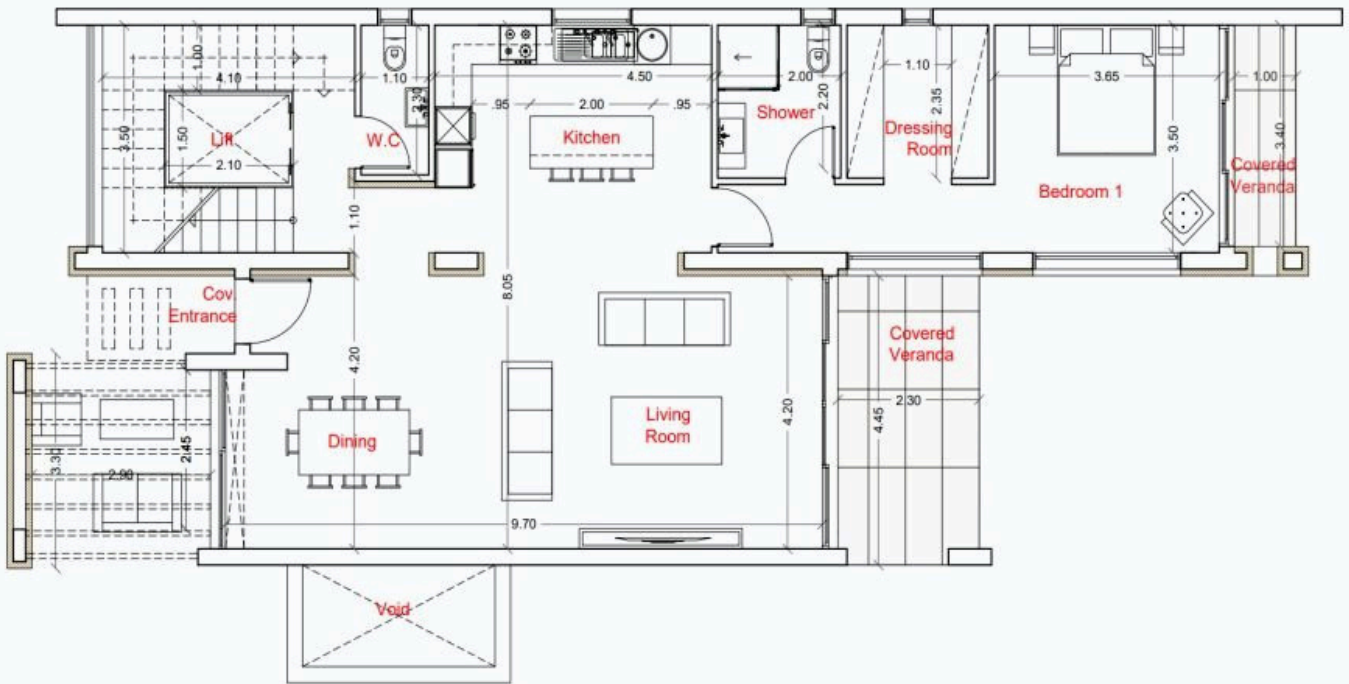 1.00
4.10
1.10
4.50
2.00
1.10
3.65
1.00
.95
2.00
.95
2.30
2.20
2.35
Shower
Lift
1.50
2.10
3.50
W.C
Kitchen
Dressing
Room
3.50
3.40
Covered
Veranda
Bedroom 1
1.10
8.05
Cov.
Entrance
4.20
Covered
Veranda
2.30
4.45
4.20
Living
Room
Dining
2.45
3.30
2.90
9.70
Void